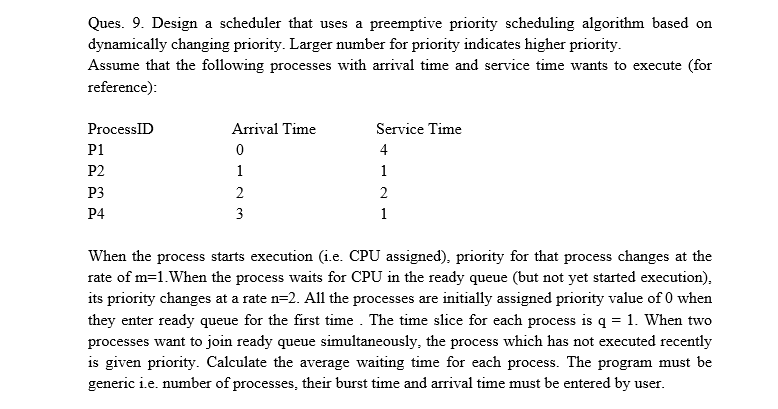 Ques. 9. Design a scheduler that uses a preemptive priority scheduling algorithm based on
dynamically changing priority. Larger number for priority indicates higher priority.
Assume that the following processes with arrival time and service time wants to execute (for
reference):
ProcessID Arrival Time Service Time
P1 0 4
P2 1 1
P3 2 2
P4 3 1
When the process starts execution (i.e. CPU assigned), priority for that process changes at the
rate of m=1.When the process waits for CPU in the ready queue (but not yet started execution),
its priority changes at a rate n=2. All the processes are initially assigned priority value of 0 when
they enter ready queue for the first time . The time slice for each process is q = 1. When two
processes want to join ready queue simultaneously, the process which has not executed recently
is given priority. Calculate the average waiting time for each process. The program must be
generic i.e. number of processes, their burst time and arrival time must be entered by user.